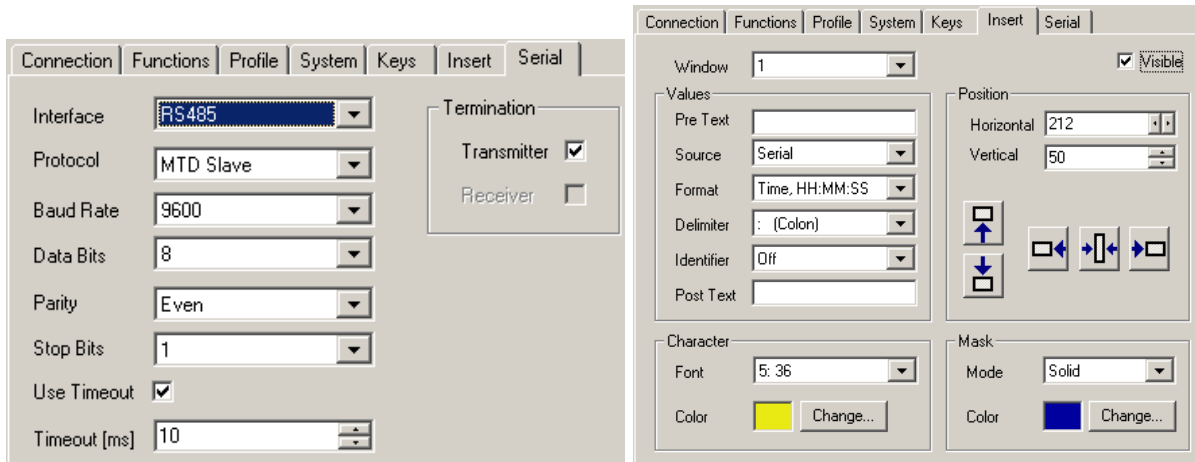 Connection Functions Profile System Keys Insert Serial
Interface RS485
Protocol MTD Slave
Baud Rate 9600
Data Bits 8
Parity Even
Stop Bits 1
Use Timeout
Timeout [ms] 10
Termination
Transmitter
Receiver
Connection Functions Profile System Keys Insert Serial
Window 1
Visible
Values
Pre Text
Source Serial
Format Time, HH:MM:SS
Delimiter : (Colon)
Identifier Off
Post Text
Position
Horizontal 212
Vertical 50
Character
Font 5: 36
Color Change...
Mask
Mode Solid
Color Change...